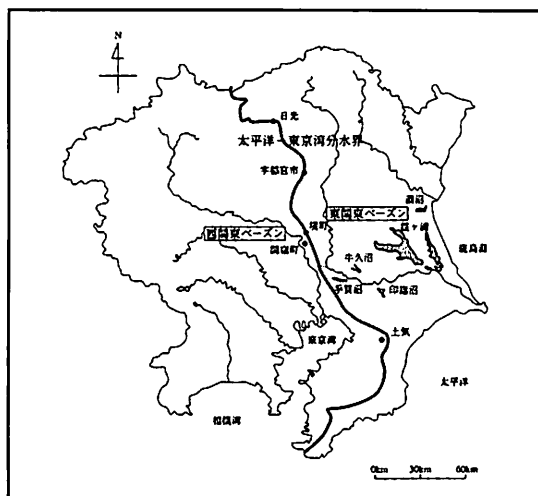 N
日光
太平洋－東京湾分水界
宇都宮市
涸沼
東関東ベーズン
霞ヶ浦
境町
西関東ベーズン
関宿町
鹿島灘
牛久沼
手賀沼
印旛沼
土気
東京湾
太平洋
相模湾
0km 30km 60km